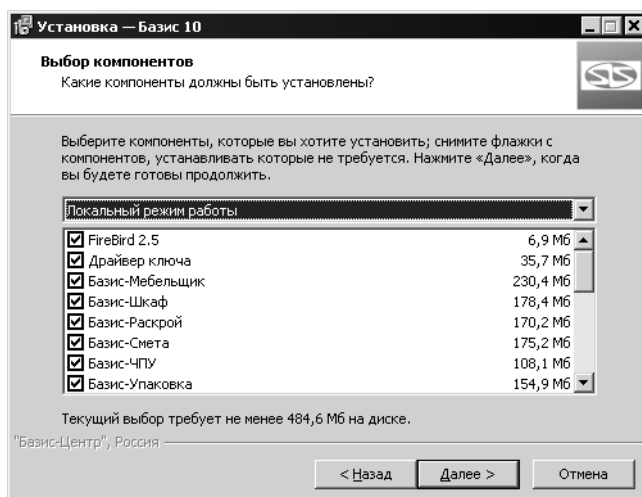 Установка — Базис 10
Выбор компонентов
Какие компоненты должны быть установлены?
Выберите компоненты, которые вы хотите установить; снимите флажки с
компонентов, устанавливать которые не требуется. Нажмите «Далее», когда
вы будете готовы продолжить.
Локальный режим работы
FireBird 2.5 6,9 Мб
Драйвер ключа 35,7 Мб
Базис-Мебельщик 230,4 Мб
Базис-Шкаф 178,4 Мб
Базис-Раскрой 170,2 Мб
Базис-Смета 175,2 Мб
Базис-ЧПУ 108,1 Мб
Базис-Упаковка 154,9 Мб
Текущий выбор требует не менее 484,6 Мб на диске.
"Базис-Центр", Россия
< Назад Далее > Отмена